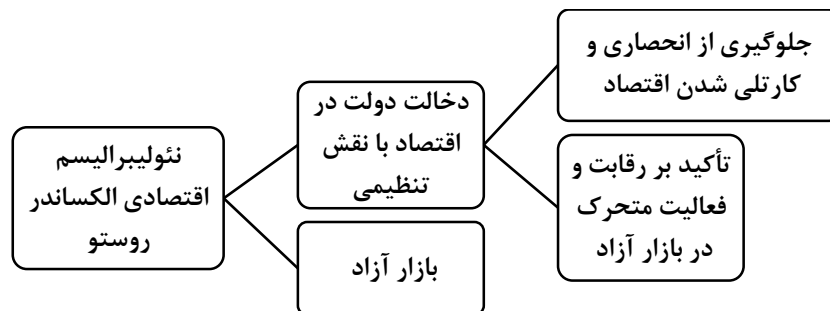 جلوگیری از انحصاری و
کارتلی شدن اقتصاد
دخالت دولت در
اقتصاد با نقش
تنظیمی
تأکید بر رقابت و
فعالیت متحرک
در بازار آزاد
نئولیبرالیسم
اقتصادی الکساندر
روستو
بازار آزاد